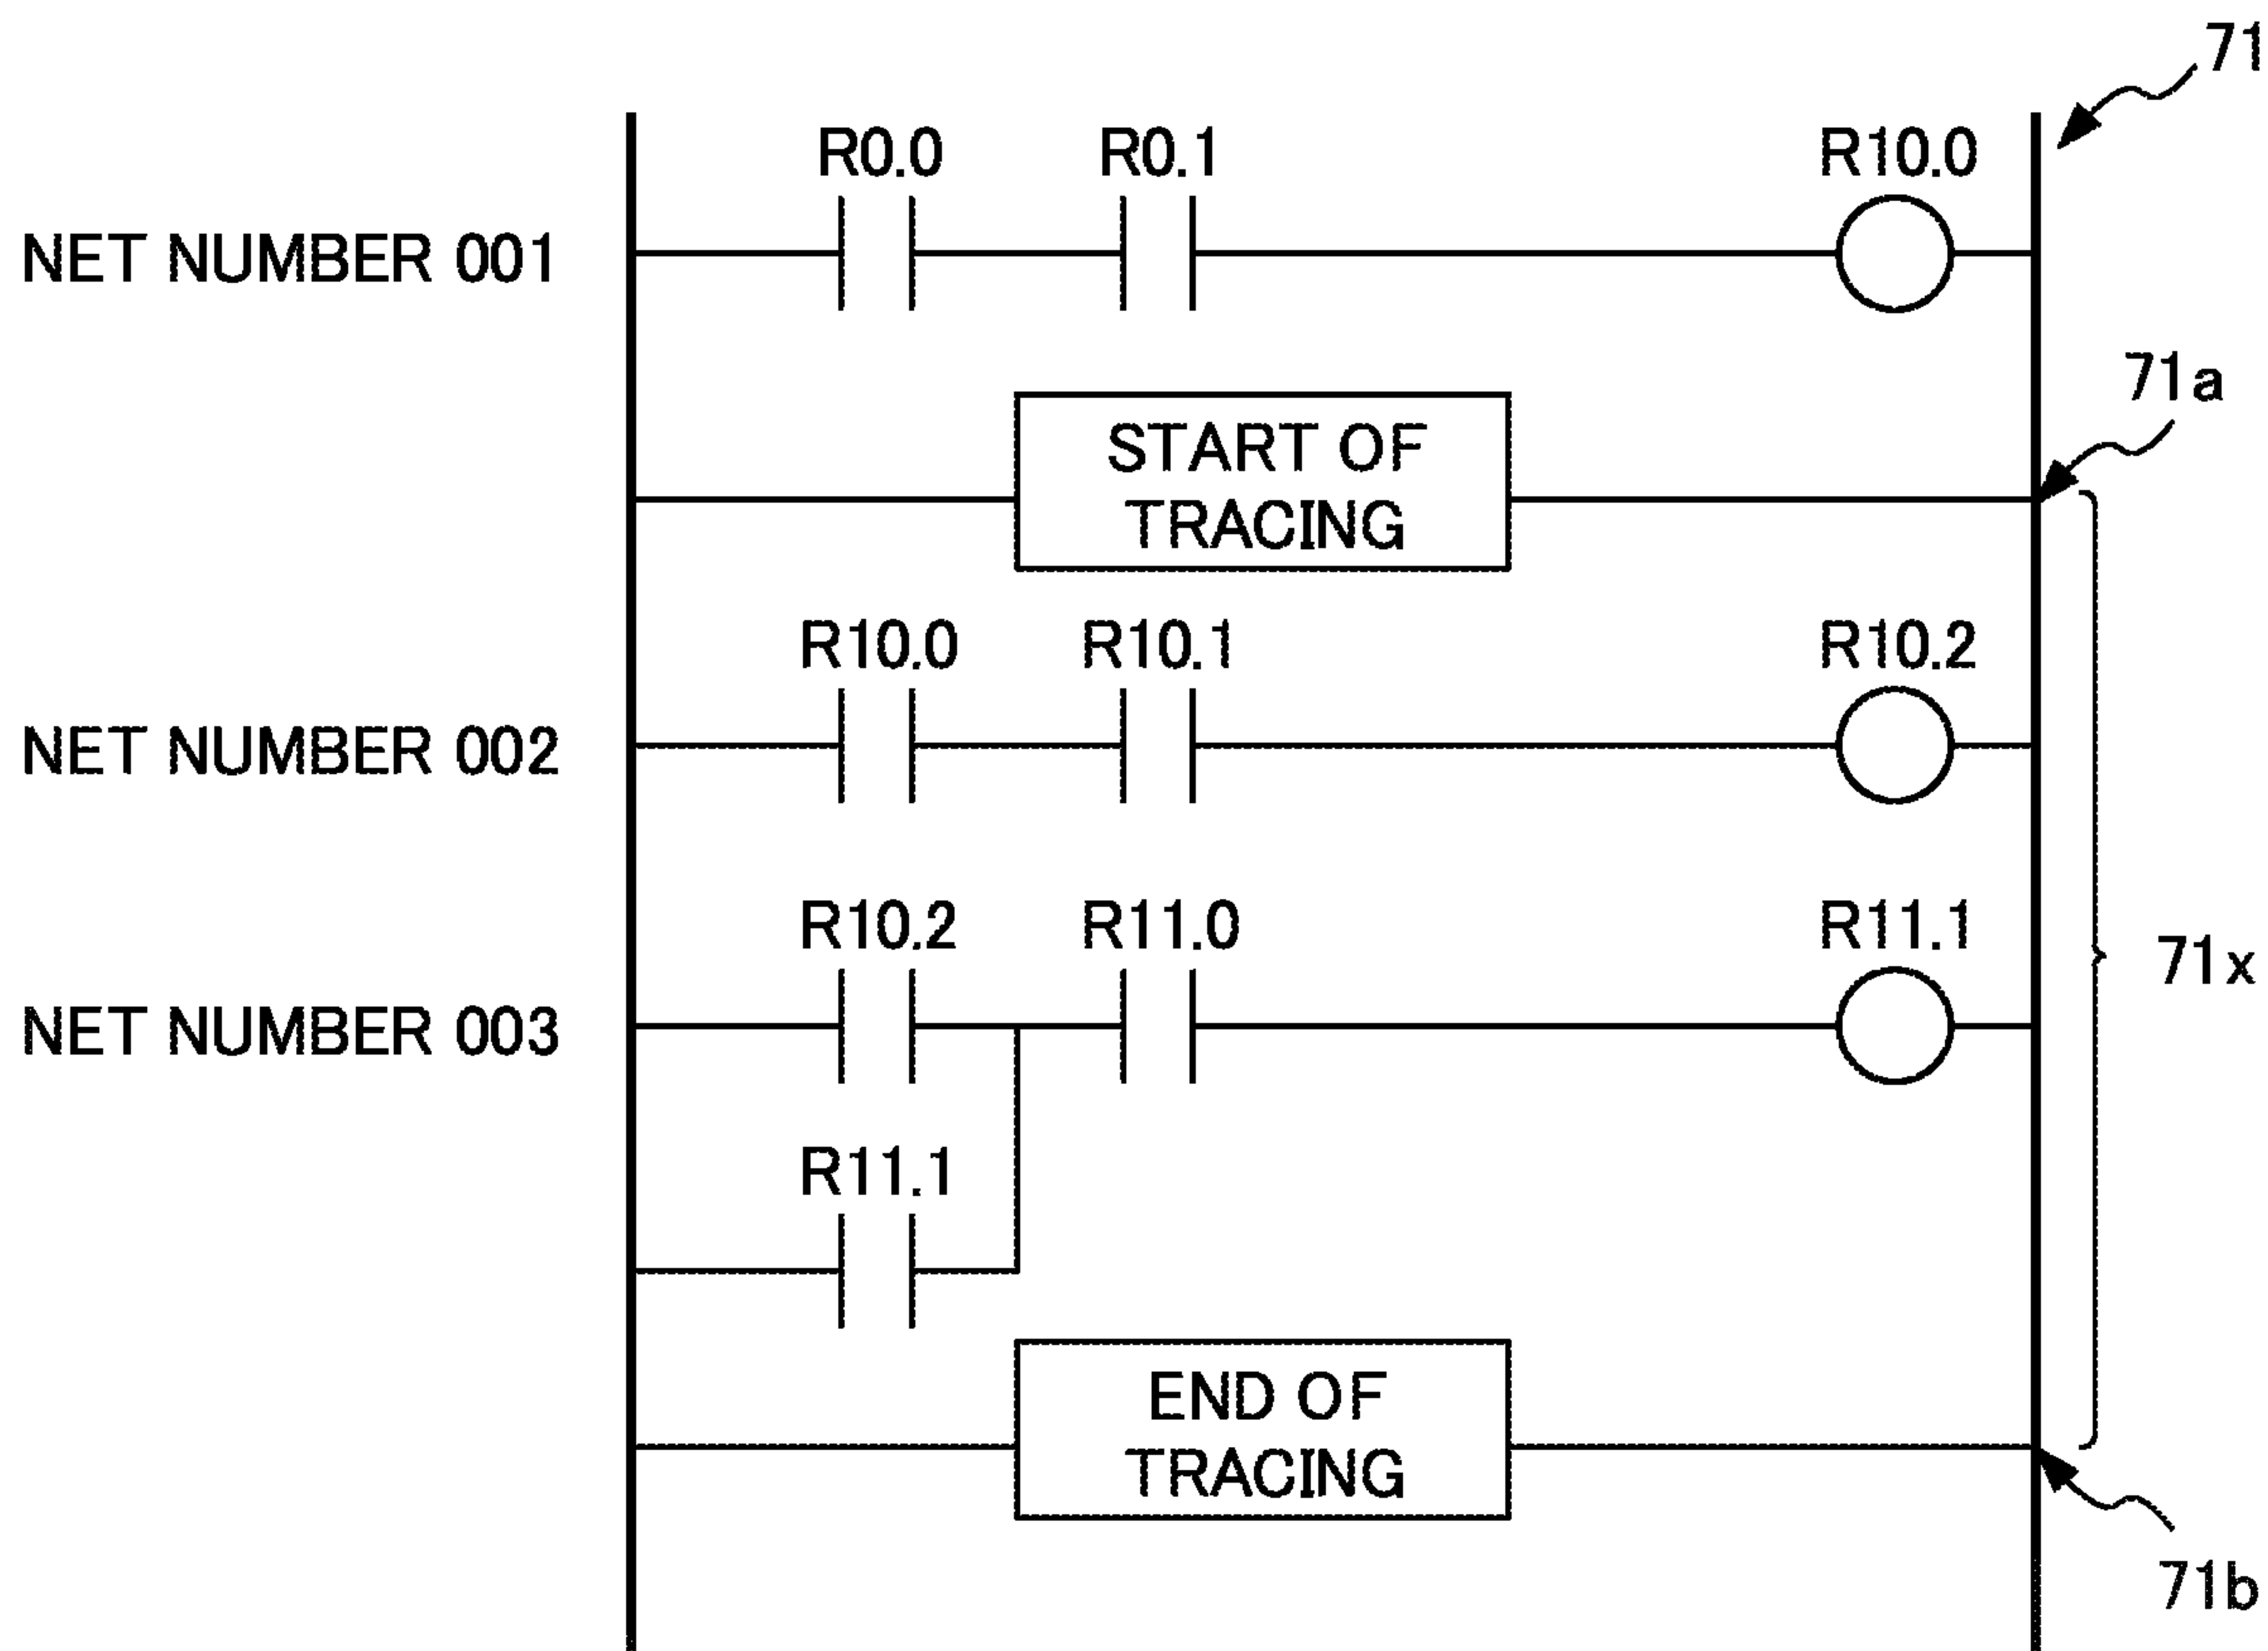 71
R0.0 R0.1 R10.0
NET NUMBER 001
71a
START OF
TRACING
R10.0 R10.1 R10.2
NET NUMBER 002
R10.2 R11.0 R11.1
71x
NET NUMBER 003
R11.1
END OF
TRACING
71b